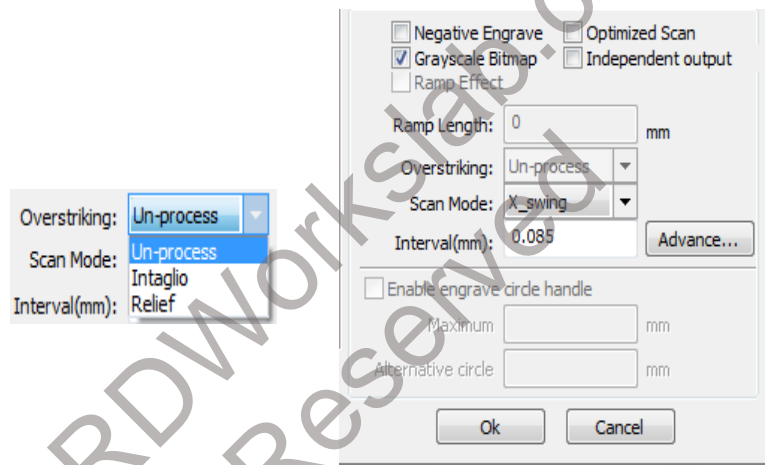 Overstriking: Un-process
Un-process
Scan Mode:
Intaglio
Interval(mm): Relief
Negative Engrave Optimized Scan
Grayscale Bitmap Independent output
Ramp Effect
Ramp Length: 0 mm
Overstriking: Un-process
Scan Mode: X_swing
Interval(mm): 0.085 Advance...
Enable engrave circle handle
Maximum mm
Alternative circle mm
Ok Cancel
RDWorkslab.
Reserved